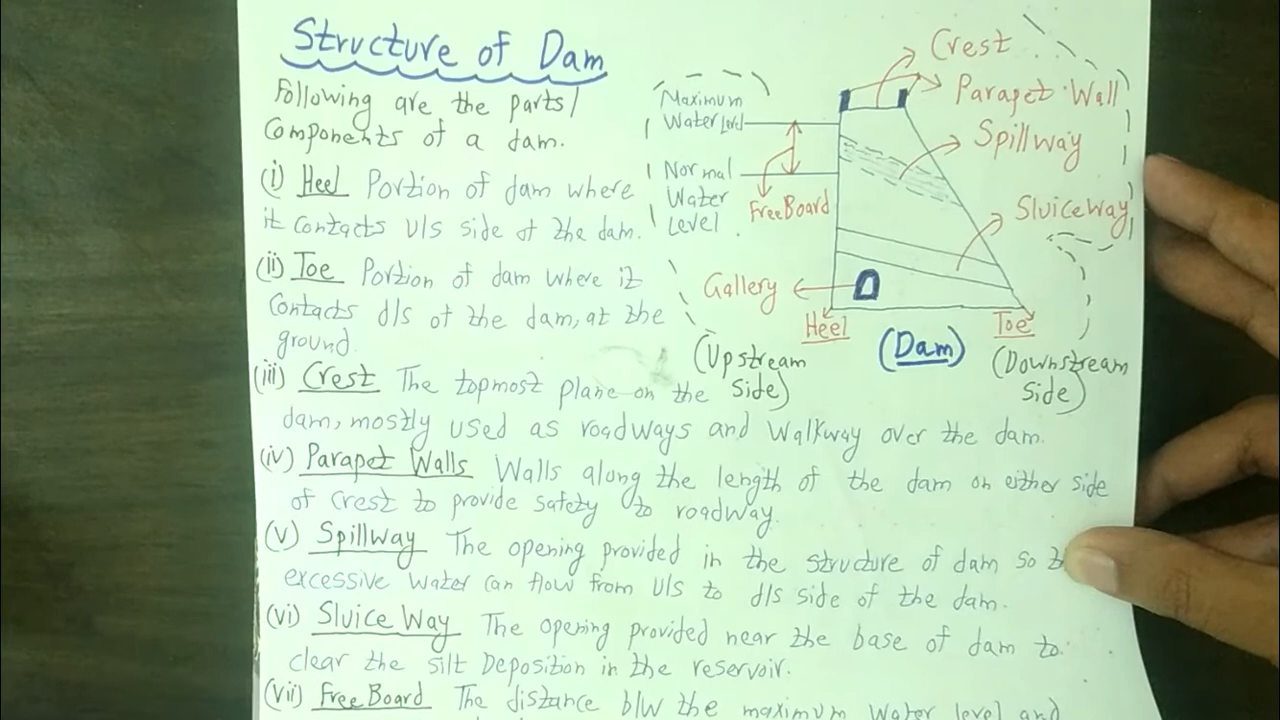 Structure of Dam
Following are the parts/
Components of a dam.
(i) Heel Portion of dam where
it contacts U/S side of the dam.
(ii) Toe Portion of dam where it
Contacts d/s of the dam, at the
ground.
Crest
Parapet Wall
Spillway
SluiceWay
Maximum
Water
Normal
Water
Level
FreeBoard
Gallery
Heel
Toe
(Dam)
(Upstream
Side)
(Downstream
Side)
(iii) Crest The topmost plane on the
dam, mostly used as roadways and Walkway over the dam.
(iv) Parapet Walls Walls along the length of the dam on either side
of Crest to provide safety to roadway.
(v) Spillway The opening provided in the structure of dam so
excessive Water Can flow from U/S to d/s side of the dam.
(vi) Sluice Way The opening provided near the base of dam to
clear the silt Deposition in the reservoir.
(vii) FreeBoard The distance b/w the maximum Water level and